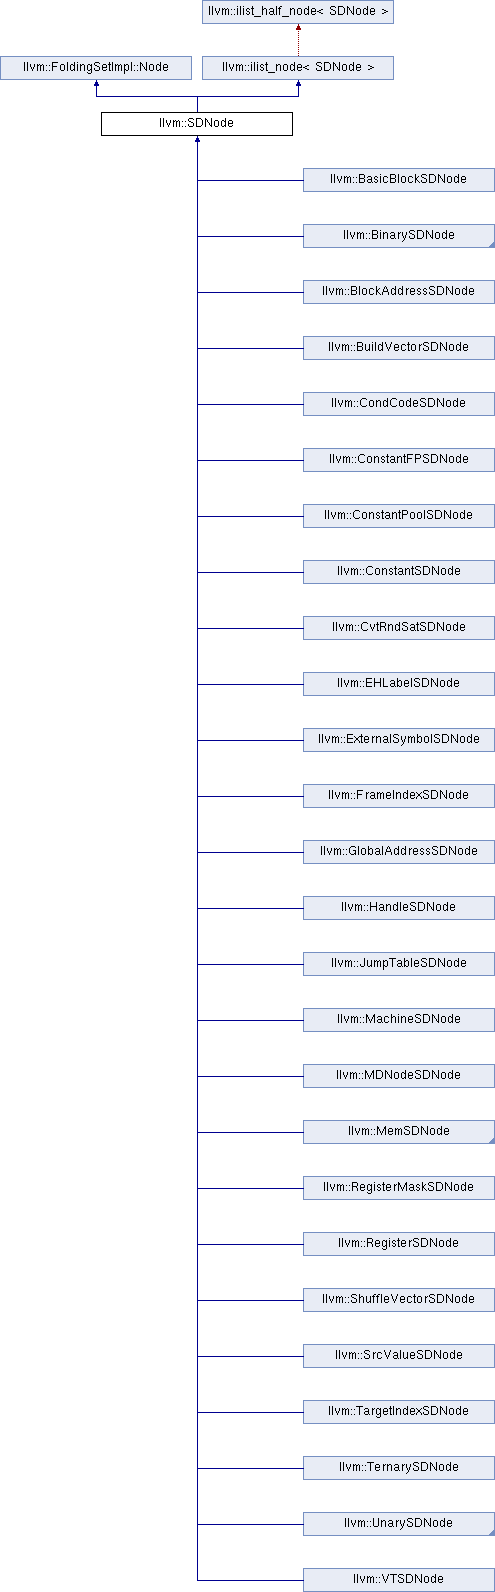 llvm::ilist_half_node< SDNode >
llvm::FoldingSetImpl::Node
llvm::ilist_node< SDNode >
llvm::SDNode
llvm::BasicBlockSDNode
llvm::BinarySDNode
llvm::BlockAddressSDNode
llvm::BuildVectorSDNode
llvm::CondCodeSDNode
llvm::ConstantFPSDNode
llvm::ConstantPoolSDNode
llvm::ConstantSDNode
llvm::CvtRndSatSDNode
llvm::EHLabelSDNode
llvm::ExternalSymbolSDNode
llvm::FrameIndexSDNode
llvm::GlobalAddressSDNode
llvm::HandleSDNode
llvm::JumpTableSDNode
llvm::MachineSDNode
llvm::MDNodeSDNode
llvm::MemSDNode
llvm::RegisterMaskSDNode
llvm::RegisterSDNode
llvm::ShuffleVectorSDNode
llvm::SrcValueSDNode
llvm::TargetIndexSDNode
llvm::TernarySDNode
llvm::UnarySDNode
llvm::VTSDNode